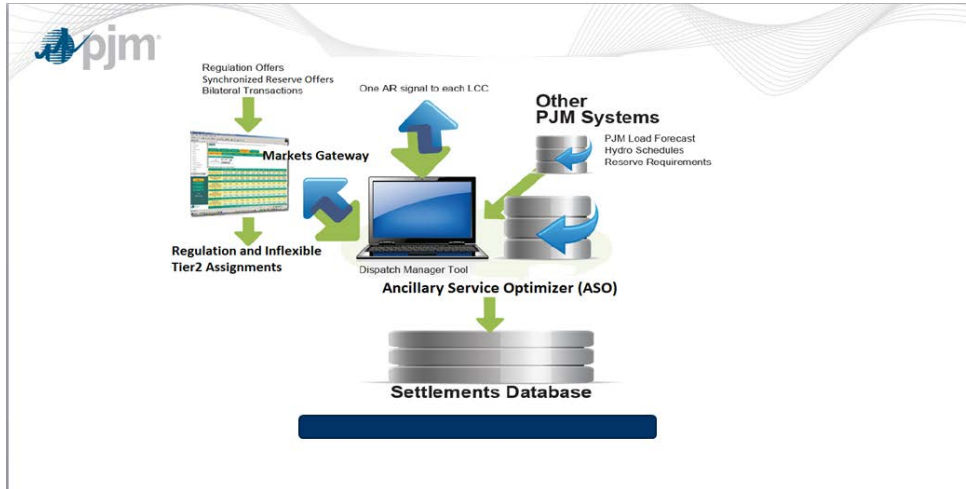 pjm
Regulation Offers
Synchronized Reserve Offers
Bilateral Transactions
One AR signal to each LCC
Other
PJM Systems
PJM Load Forecast
Hydro Schedules
Reserve Requirements
Markets Gateway
Regulation and Inflexible
Tier2 Assignments
Dispatch Manager Tool
Ancillary Service Optimizer (ASO)
Settlements Database